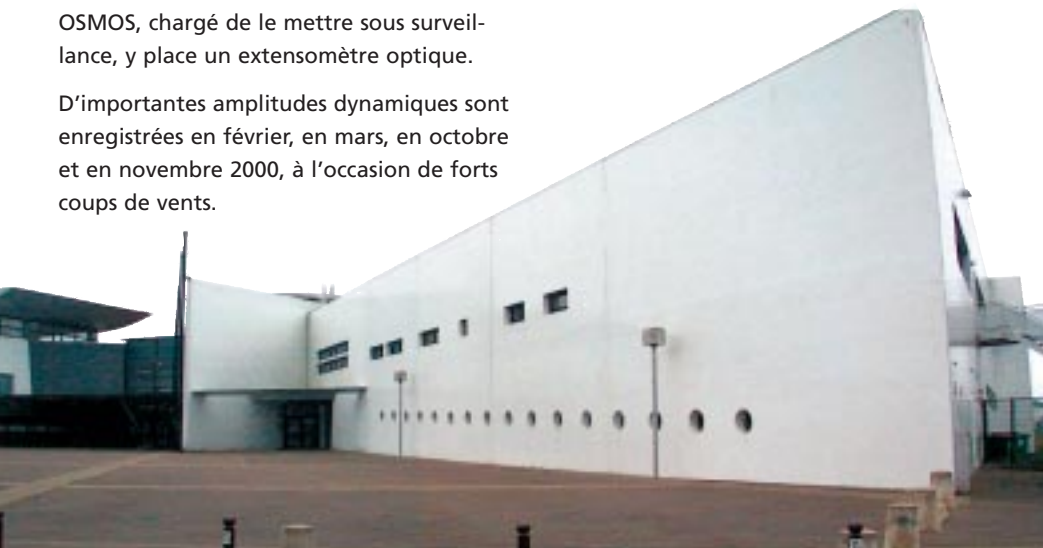 OSMOS, chargé de le mettre sous surveil-
lance, y place un extensomètre optique.
D’importantes amplitudes dynamiques sont
enregistrées en février, en mars, en octobre
et en novembre 2000, à l’occasion de forts
coups de vents.